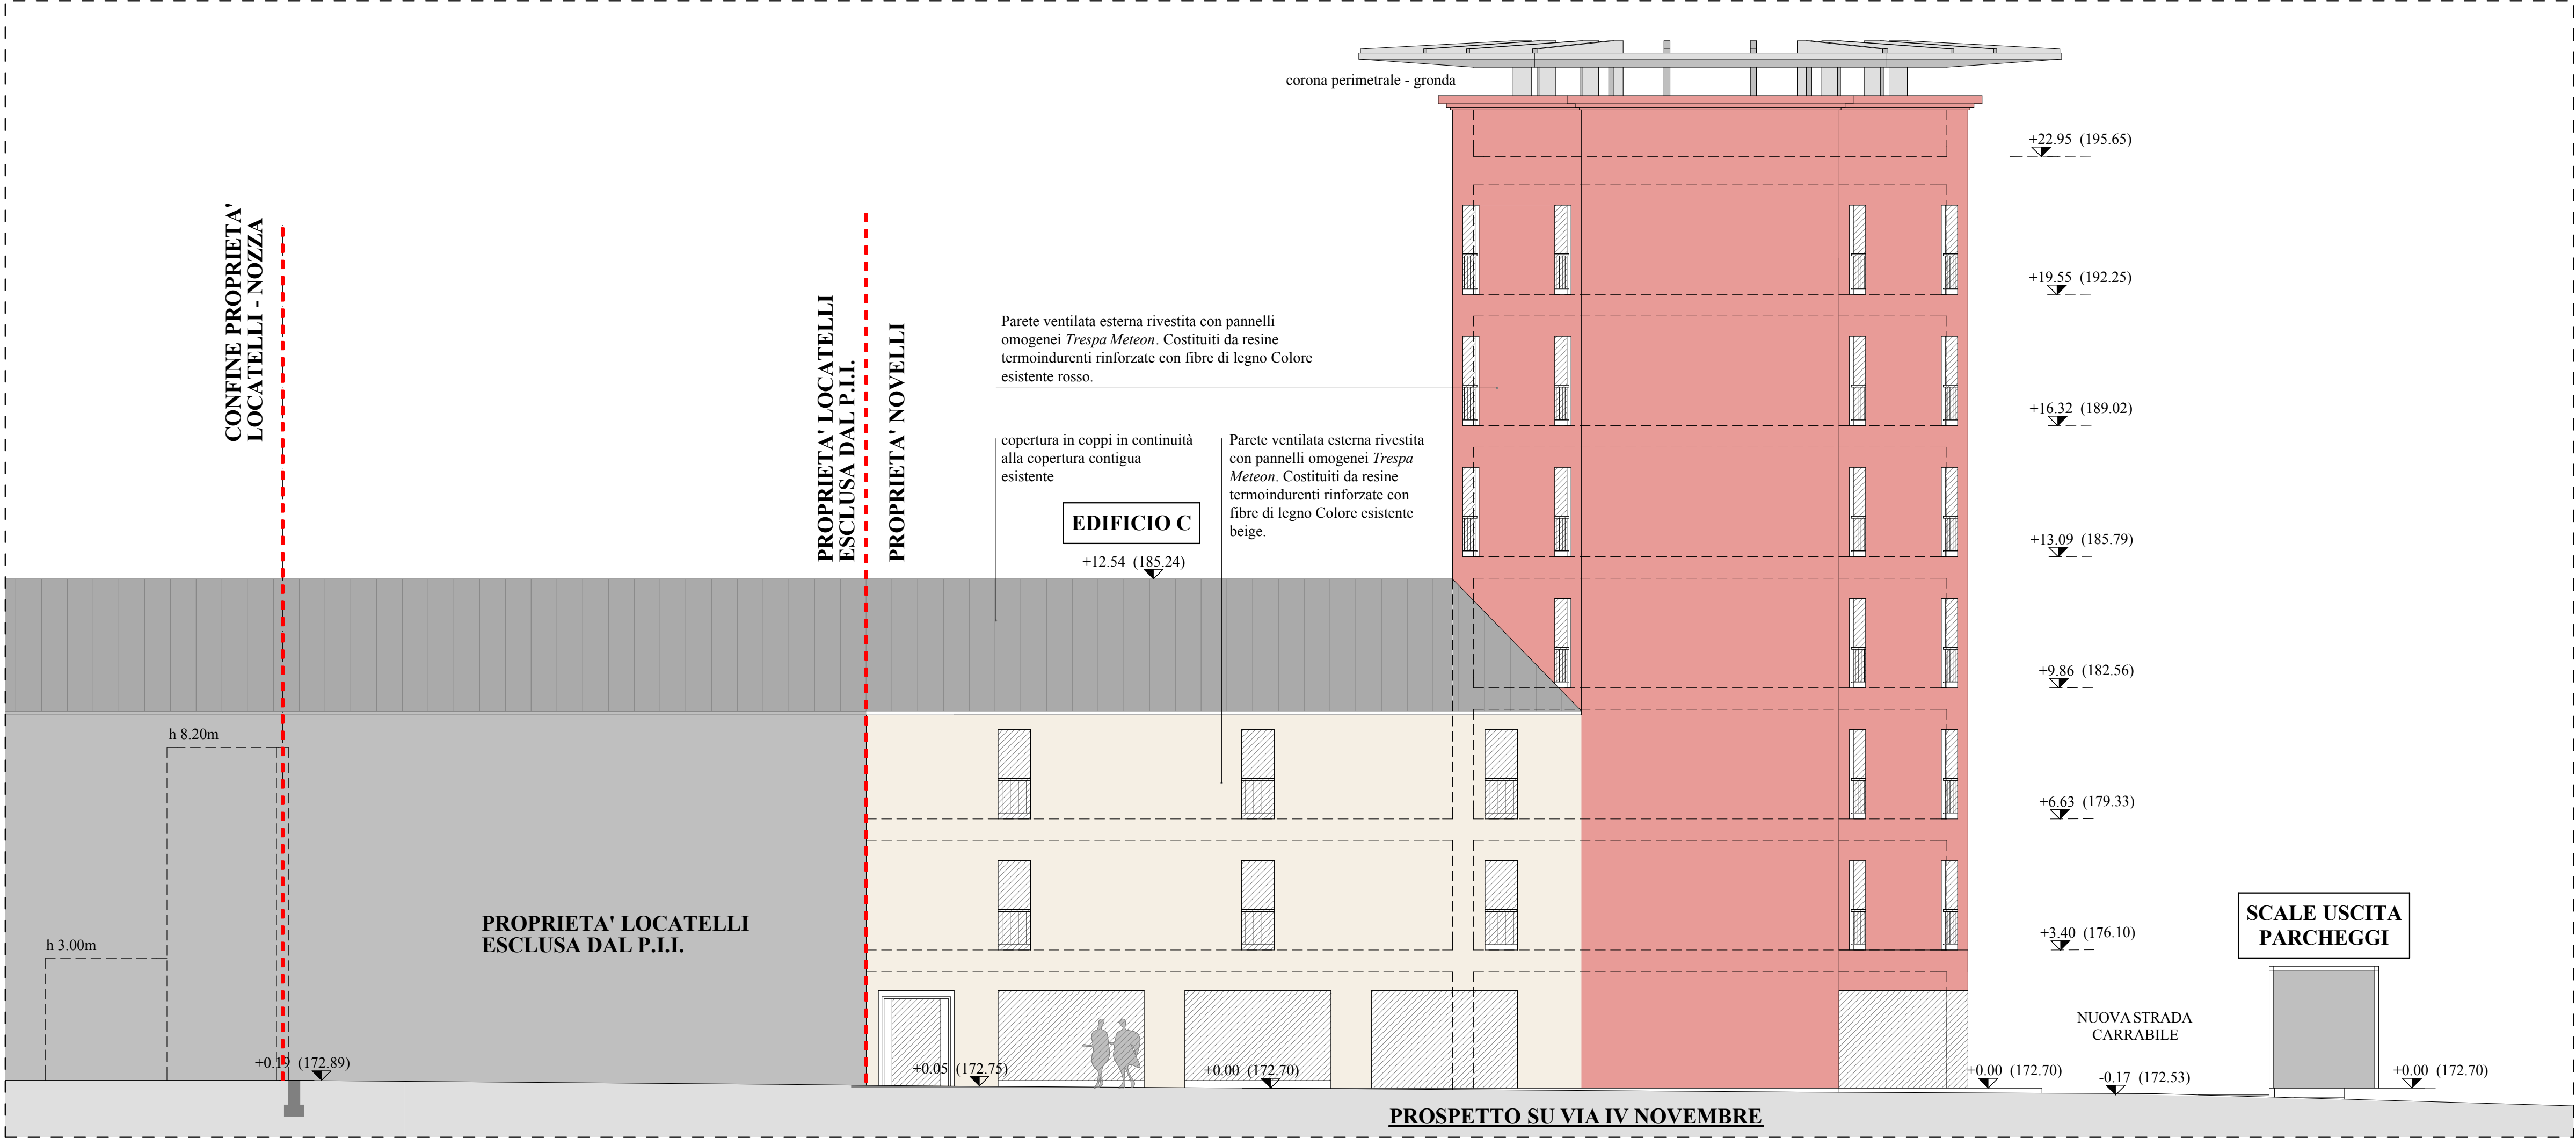 corona perimetrale - gronda
+22.95 (195.65)
CONFINE PROPRIETA'
LOCATELLI - NOZZA
PROPRIETA' LOCATELLI
ESCLUSA DAL P.I.I.
PROPRIETA' NOVELLI
+19.55 (192.25)
Parete ventilata esterna rivestita con pannelli
omogenei Trespa Meteon. Costituiti da resine
termoindurenti rinforzate con fibre di legno Colore
esistente rosso.
+16.32 (189.02)
copertura in coppi in continuità
alla copertura contigua
esistente
Parete ventilata esterna rivestita
con pannelli omogenei Trespa
Meteon. Costituiti da resine
termoindurenti rinforzate con
fibre di legno Colore esistente
beige.
EDIFICIO C
+12.54 (185.24)
+13.09 (185.79)
+9.86 (182.56)
h 8.20m
+6.63 (179.33)
PROPRIETA' LOCATELLI
ESCLUSA DAL P.I.I.
h 3.00m
+3.40 (176.10)
SCALE USCITA
PARCHEGGI
NUOVA STRADA
CARRABILE
+0.19 (172.89)
+0.05 (172.75)
+0.00 (172.70)
+0.00 (172.70)
-0.17 (172.53)
+0.00 (172.70)
PROSPETTO SU VIA IV NOVEMBRE